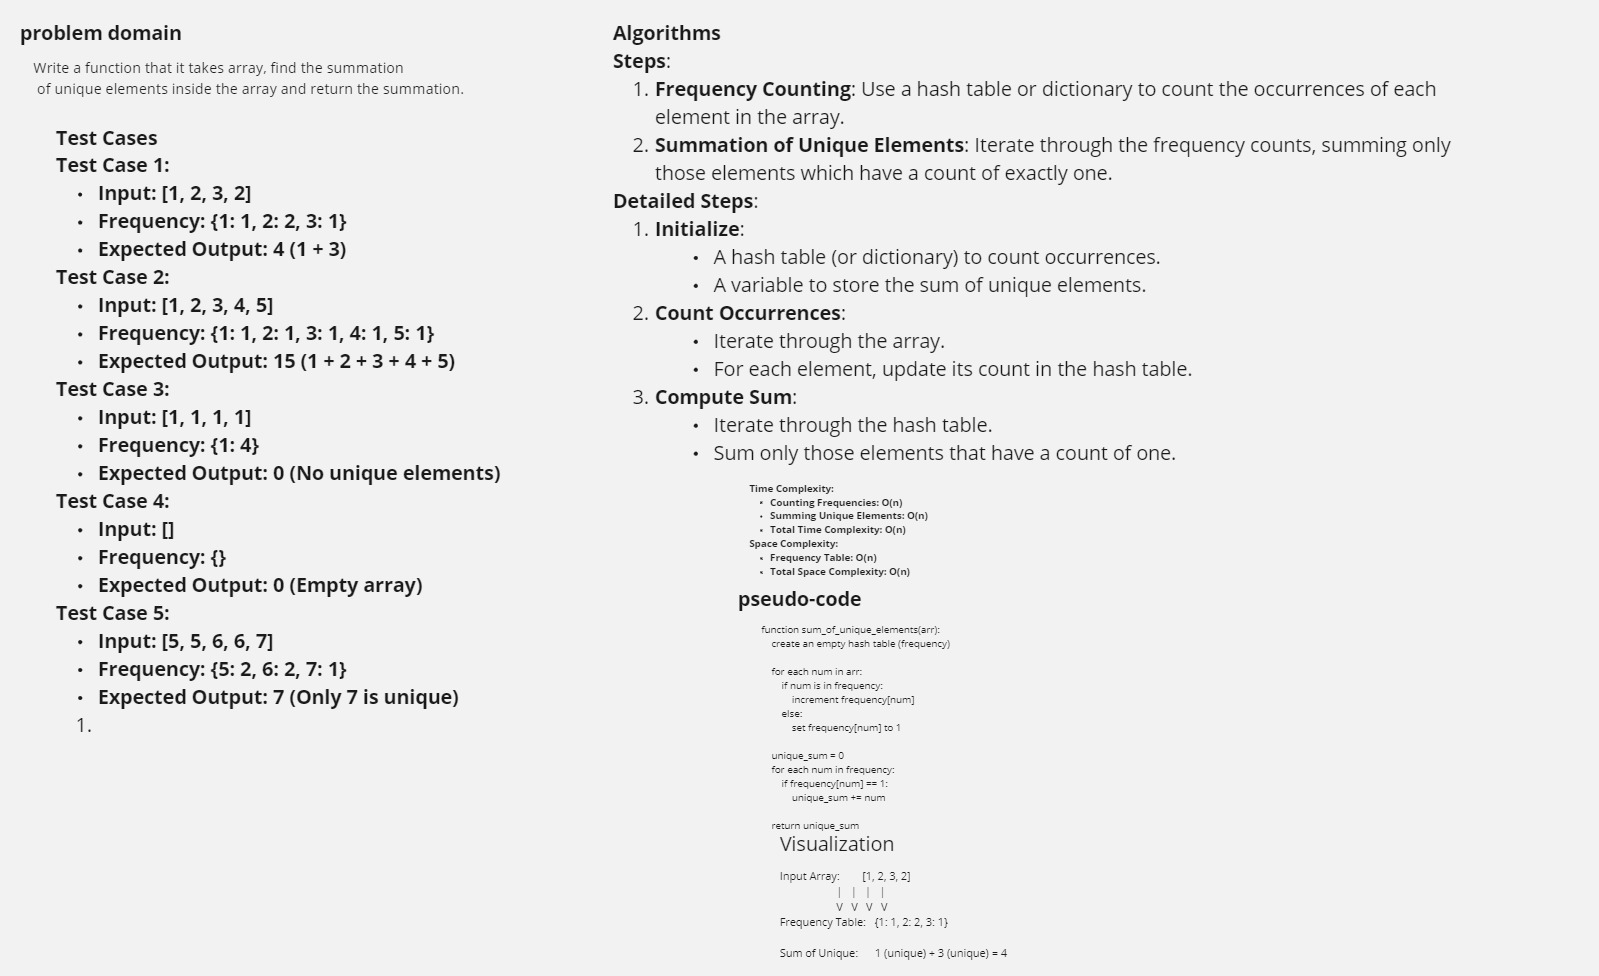 problem domain
Write a function that it takes array, find the summation
of unique elements inside the array and return the summation.
Test Cases
Test Case 1:
• Input: [1, 2, 3, 2]
• Frequency: {1: 1, 2: 2, 3: 1}
• Expected Output: 4 (1 + 3)
Test Case 2:
• Input: [1, 2, 3, 4, 5]
• Frequency: {1: 1, 2: 1, 3: 1, 4: 1, 5: 1}
• Expected Output: 15 (1 + 2 + 3 + 4 + 5)
Test Case 3:
• Input: [1, 1, 1, 1]
• Frequency: {1: 4}
• Expected Output: 0 (No unique elements)
Test Case 4:
• Input: []
• Frequency: {}
• Expected Output: 0 (Empty array)
Test Case 5:
• Input: [5, 5, 6, 6, 7]
• Frequency: {5: 2, 6: 2, 7: 1}
• Expected Output: 7 (Only 7 is unique)
1.
Algorithms
Steps:
1. Frequency Counting: Use a hash table or dictionary to count the occurrences of each
element in the array.
2. Summation of Unique Elements: Iterate through the frequency counts, summing only
those elements which have a count of exactly one.
Detailed Steps:
1. Initialize:
• A hash table (or dictionary) to count occurrences.
• A variable to store the sum of unique elements.
2. Count Occurrences:
• Iterate through the array.
• For each element, update its count in the hash table.
3. Compute Sum:
• Iterate through the hash table.
• Sum only those elements that have a count of one.
Time Complexity:
• Counting Frequencies: O(n)
• Summing Unique Elements: O(n)
• Total Time Complexity: O(n)
Space Complexity:
• Frequency Table: O(n)
• Total Space Complexity: O(n)
pseudo-code
function sum_of_unique_elements(arr):
create an empty hash table (frequency)
for each num in arr:
if num is in frequency:
increment frequency[num]
else:
set frequency[num] to 1
unique_sum = 0
for each num in frequency:
if frequency[num] == 1:
unique_sum += num
return unique_sum
Visualization
Input Array: [1, 2, 3, 2]
| | | |
V V V V
Frequency Table: {1: 1, 2: 2, 3: 1}
Sum of Unique: 1 (unique) + 3 (unique) = 4